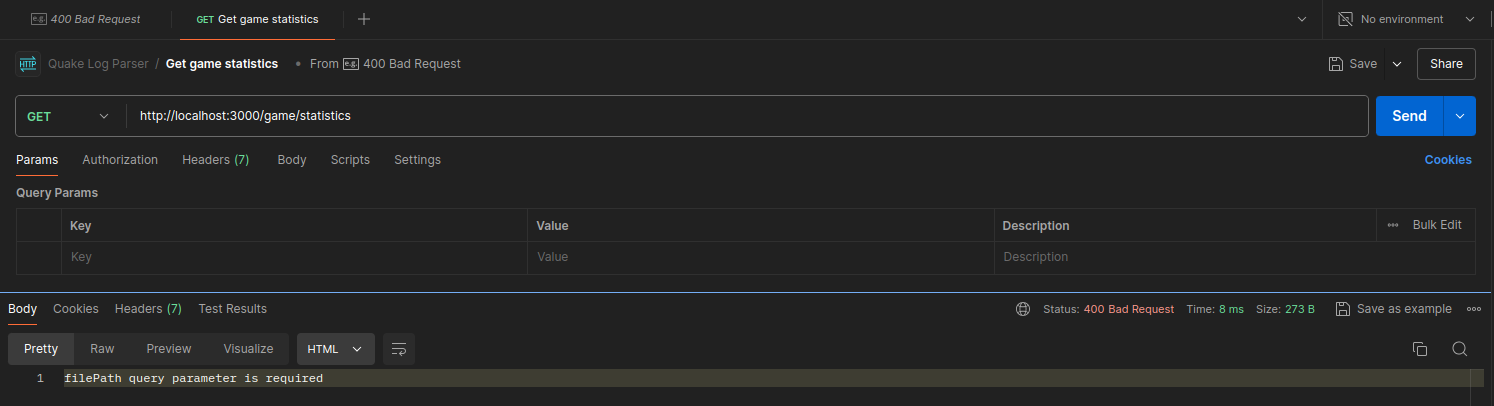 e.g. 400 Bad Request GET Get game statistics No environment
HTTP Quake Log Parser / Get game statistics • From e.g. 400 Bad Request Save Share
GET http://localhost:3000/game/statistics Send
Params Authorization Headers (7) Body Scripts Settings Cookies
Query Params
Key Value Description Bulk Edit
Key Value Description
Body Cookies Headers (7) Test Results Status: 400 Bad Request Time: 8 ms Size: 273 B Save as example
Pretty Raw Preview Visualize HTML
1 filePath query parameter is required